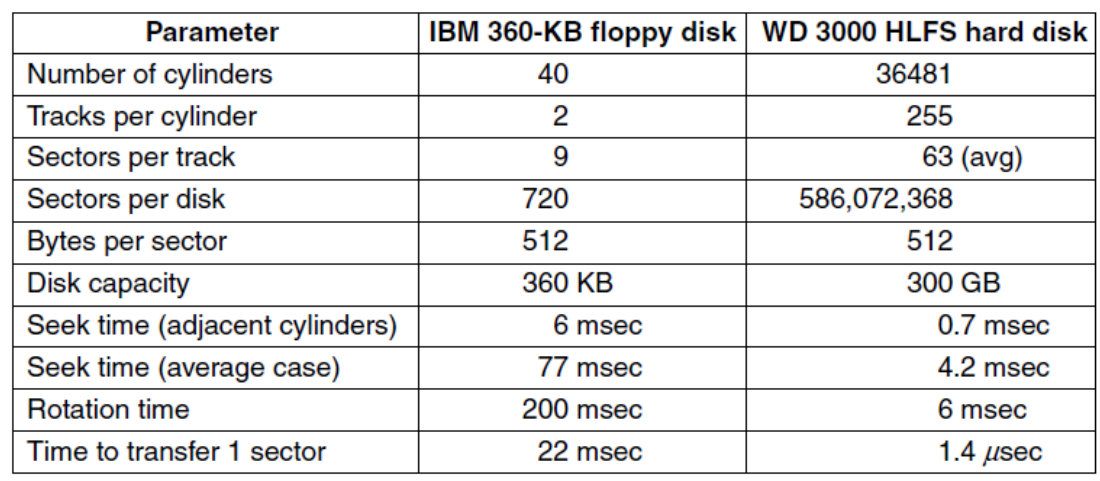 Parameter IBM 360-KB floppy disk WD 3000 HLFS hard disk
Number of cylinders 40 36481
Tracks per cylinder 2 255
Sectors per track 9 63 (avg)
Sectors per disk 720 586,072,368
Bytes per sector 512 512
Disk capacity 360 KB 300 GB
Seek time (adjacent cylinders) 6 msec 0.7 msec
Seek time (average case) 77 msec 4.2 msec
Rotation time 200 msec 6 msec
Time to transfer 1 sector 22 msec 1.4 μsec